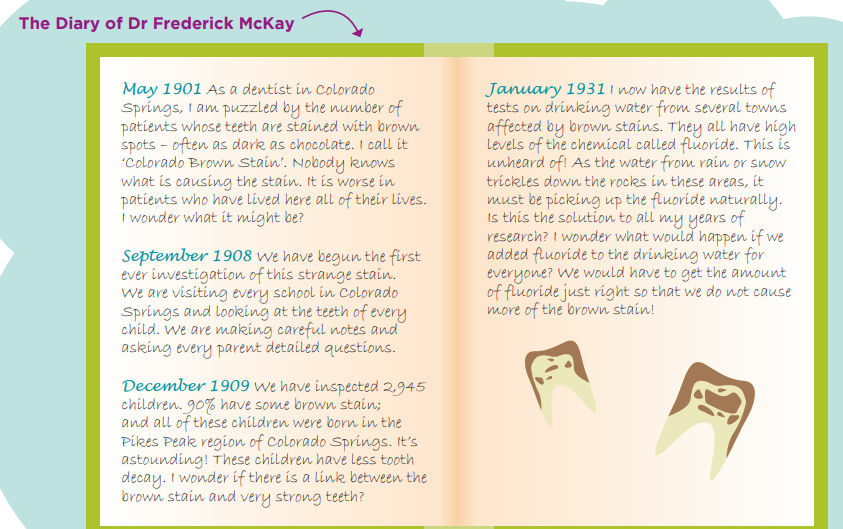 The Diary of Dr Frederick McKay
May 1901 As a dentist in Colorado
Springs, I am puzzled by the number of
patients whose teeth are stained with brown
spots – often as dark as chocolate. I call it
‘Colorado Brown Stain’. Nobody knows
what is causing the stain. It is worse in
patients who have lived here all of their lives.
I wonder what it might be?
September 1908 We have begun the first
ever investigation of this strange stain.
We are visiting every school in Colorado
Springs and looking at the teeth of every
child. We are making careful notes and
asking every parent detailed questions.
December 1909 We have inspected 2,945
children. 90% have some brown stain;
and all of these children were born in the
Pikes Peak region of Colorado Springs. It’s
astounding! These children have less tooth
decay. I wonder if there is a link between the
brown stain and very strong teeth?
January 1931 I now have the results of
tests on drinking water from several towns
affected by brown stains. They all have high
levels of the chemical called fluoride. This is
unheard of! As the water from rain or snow
trickles down the rocks in these areas, it
must be picking up the fluoride naturally.
Is this the solution to all my years of
research? I wonder what would happen if we
added fluoride to the drinking water for
everyone? We would have to get the amount
of fluoride just right so that we do not cause
more of the brown stain!